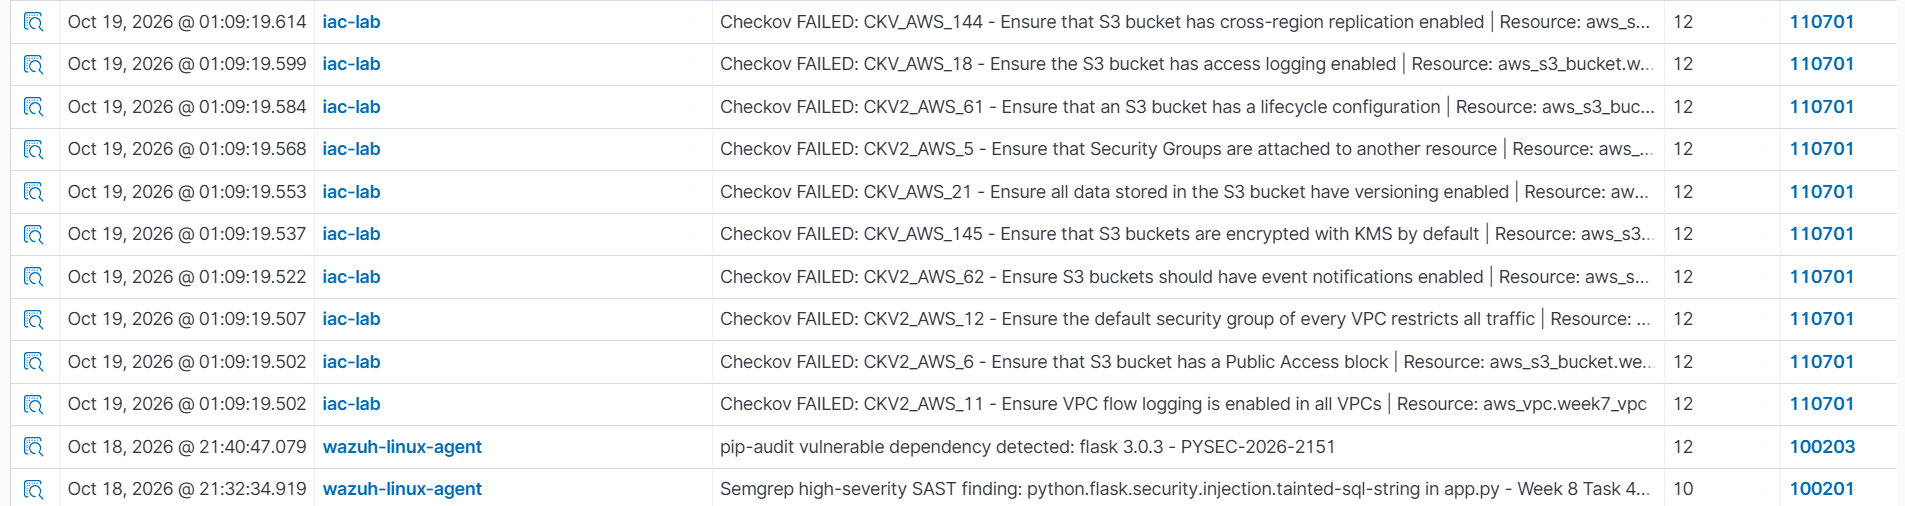 Oct 19, 2026 @ 01:09:19.614 iac-lab Checkov FAILED: CKV_AWS_144 - Ensure that S3 bucket has cross-region replication enabled | Resource: aws_s... 12 110701
Oct 19, 2026 @ 01:09:19.599 iac-lab Checkov FAILED: CKV_AWS_18 - Ensure the S3 bucket has access logging enabled | Resource: aws_s3_bucket.w... 12 110701
Oct 19, 2026 @ 01:09:19.584 iac-lab Checkov FAILED: CKV2_AWS_61 - Ensure that an S3 bucket has a lifecycle configuration | Resource: aws_s3_buc... 12 110701
Oct 19, 2026 @ 01:09:19.568 iac-lab Checkov FAILED: CKV2_AWS_5 - Ensure that Security Groups are attached to another resource | Resource: aws_... 12 110701
Oct 19, 2026 @ 01:09:19.553 iac-lab Checkov FAILED: CKV_AWS_21 - Ensure all data stored in the S3 bucket have versioning enabled | Resource: aw... 12 110701
Oct 19, 2026 @ 01:09:19.537 iac-lab Checkov FAILED: CKV_AWS_145 - Ensure that S3 buckets are encrypted with KMS by default | Resource: aws_s3... 12 110701
Oct 19, 2026 @ 01:09:19.522 iac-lab Checkov FAILED: CKV2_AWS_62 - Ensure S3 buckets should have event notifications enabled | Resource: aws_s... 12 110701
Oct 19, 2026 @ 01:09:19.507 iac-lab Checkov FAILED: CKV2_AWS_12 - Ensure the default security group of every VPC restricts all traffic | Resource: ... 12 110701
Oct 19, 2026 @ 01:09:19.502 iac-lab Checkov FAILED: CKV2_AWS_6 - Ensure that S3 bucket has a Public Access block | Resource: aws_s3_bucket.we... 12 110701
Oct 19, 2026 @ 01:09:19.502 iac-lab Checkov FAILED: CKV2_AWS_11 - Ensure VPC flow logging is enabled in all VPCs | Resource: aws_vpc.week7_vpc 12 110701
Oct 18, 2026 @ 21:40:47.079 wazuh-linux-agent pip-audit vulnerable dependency detected: flask 3.0.3 - PYSEC-2026-2151 12 100203
Oct 18, 2026 @ 21:32:34.919 wazuh-linux-agent Semgrep high-severity SAST finding: python.flask.security.injection.tainted-sql-string in app.py - Week 8 Task 4... 10 100201